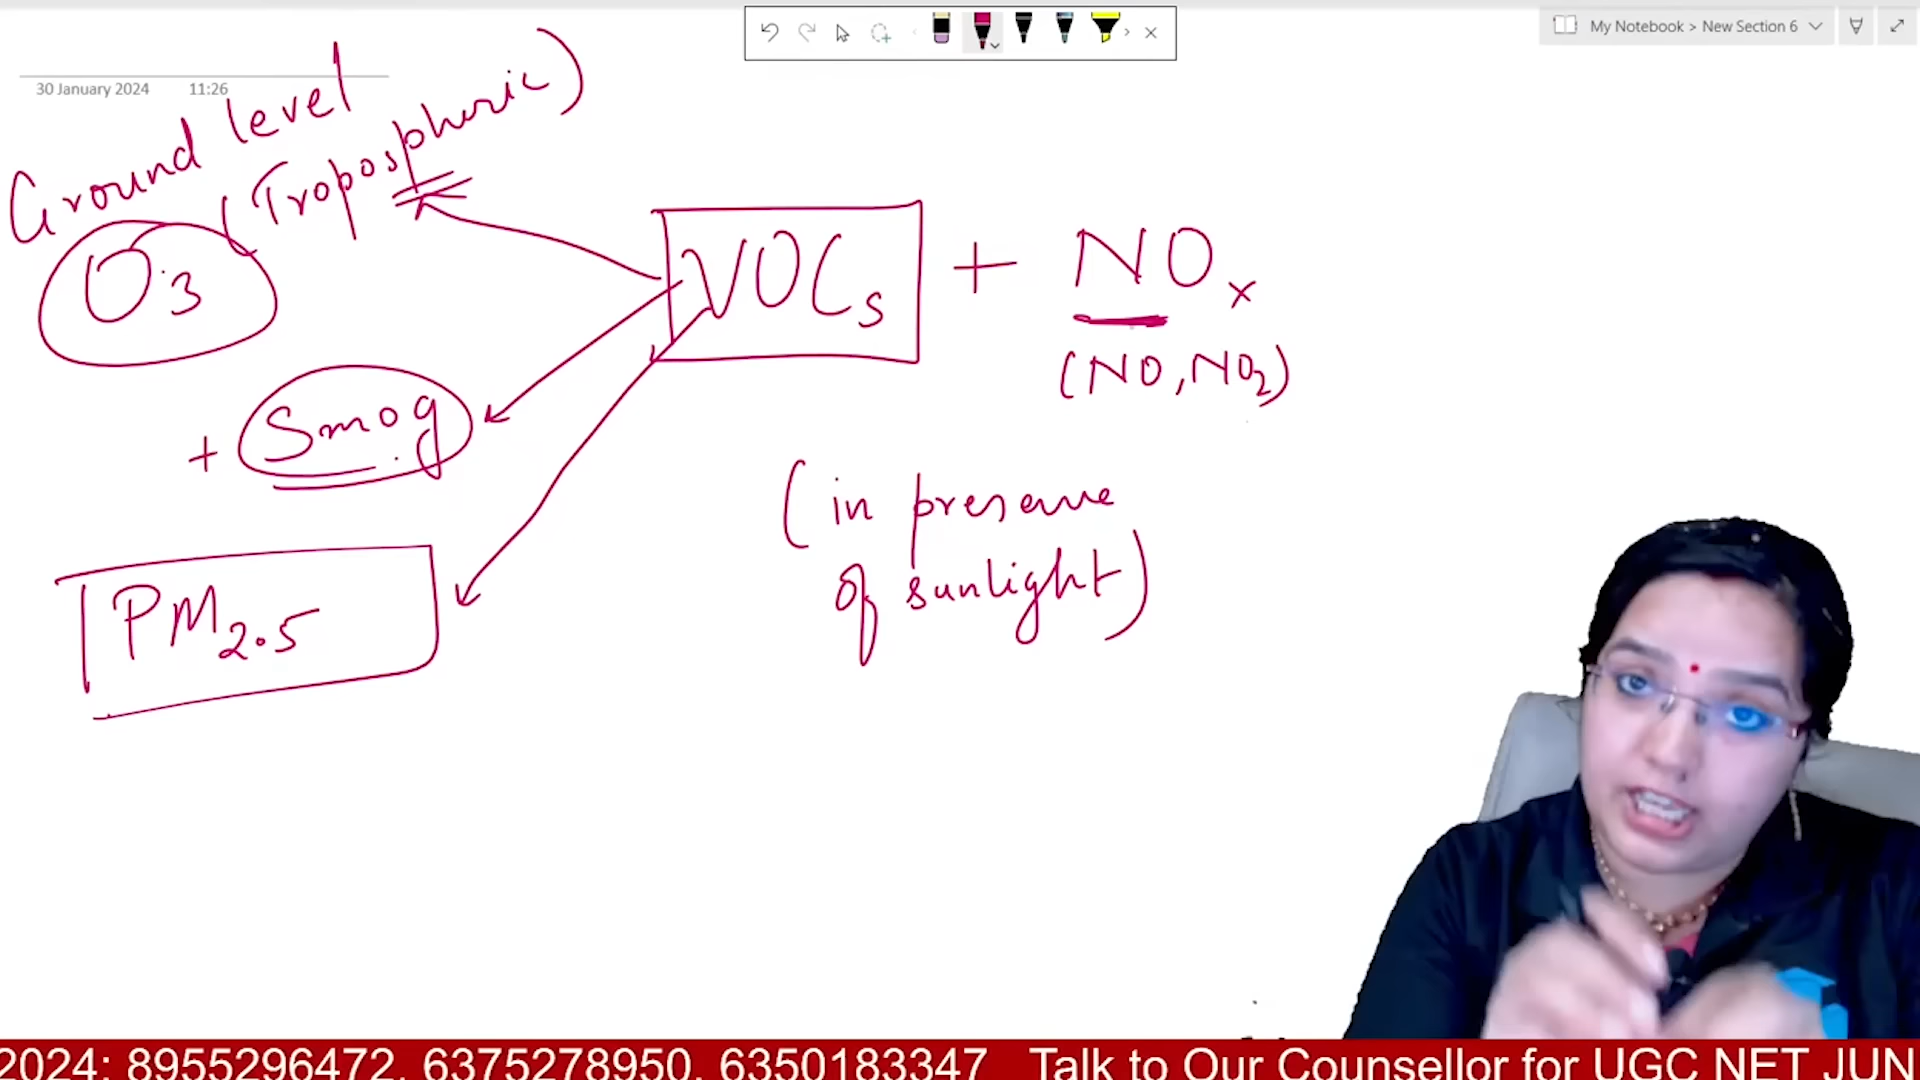 My Notebook > New Section 6
30 January 2024 11:26
Ground level
(Tropospheric)
O3
VOCs + NOx
(NO, NO2)
+ Smog
(in presence
of sunlight)
PM2.5
2024: 8955296472, 6375278950, 6350183347 Talk to Our Counsellor for UGC NET JUN